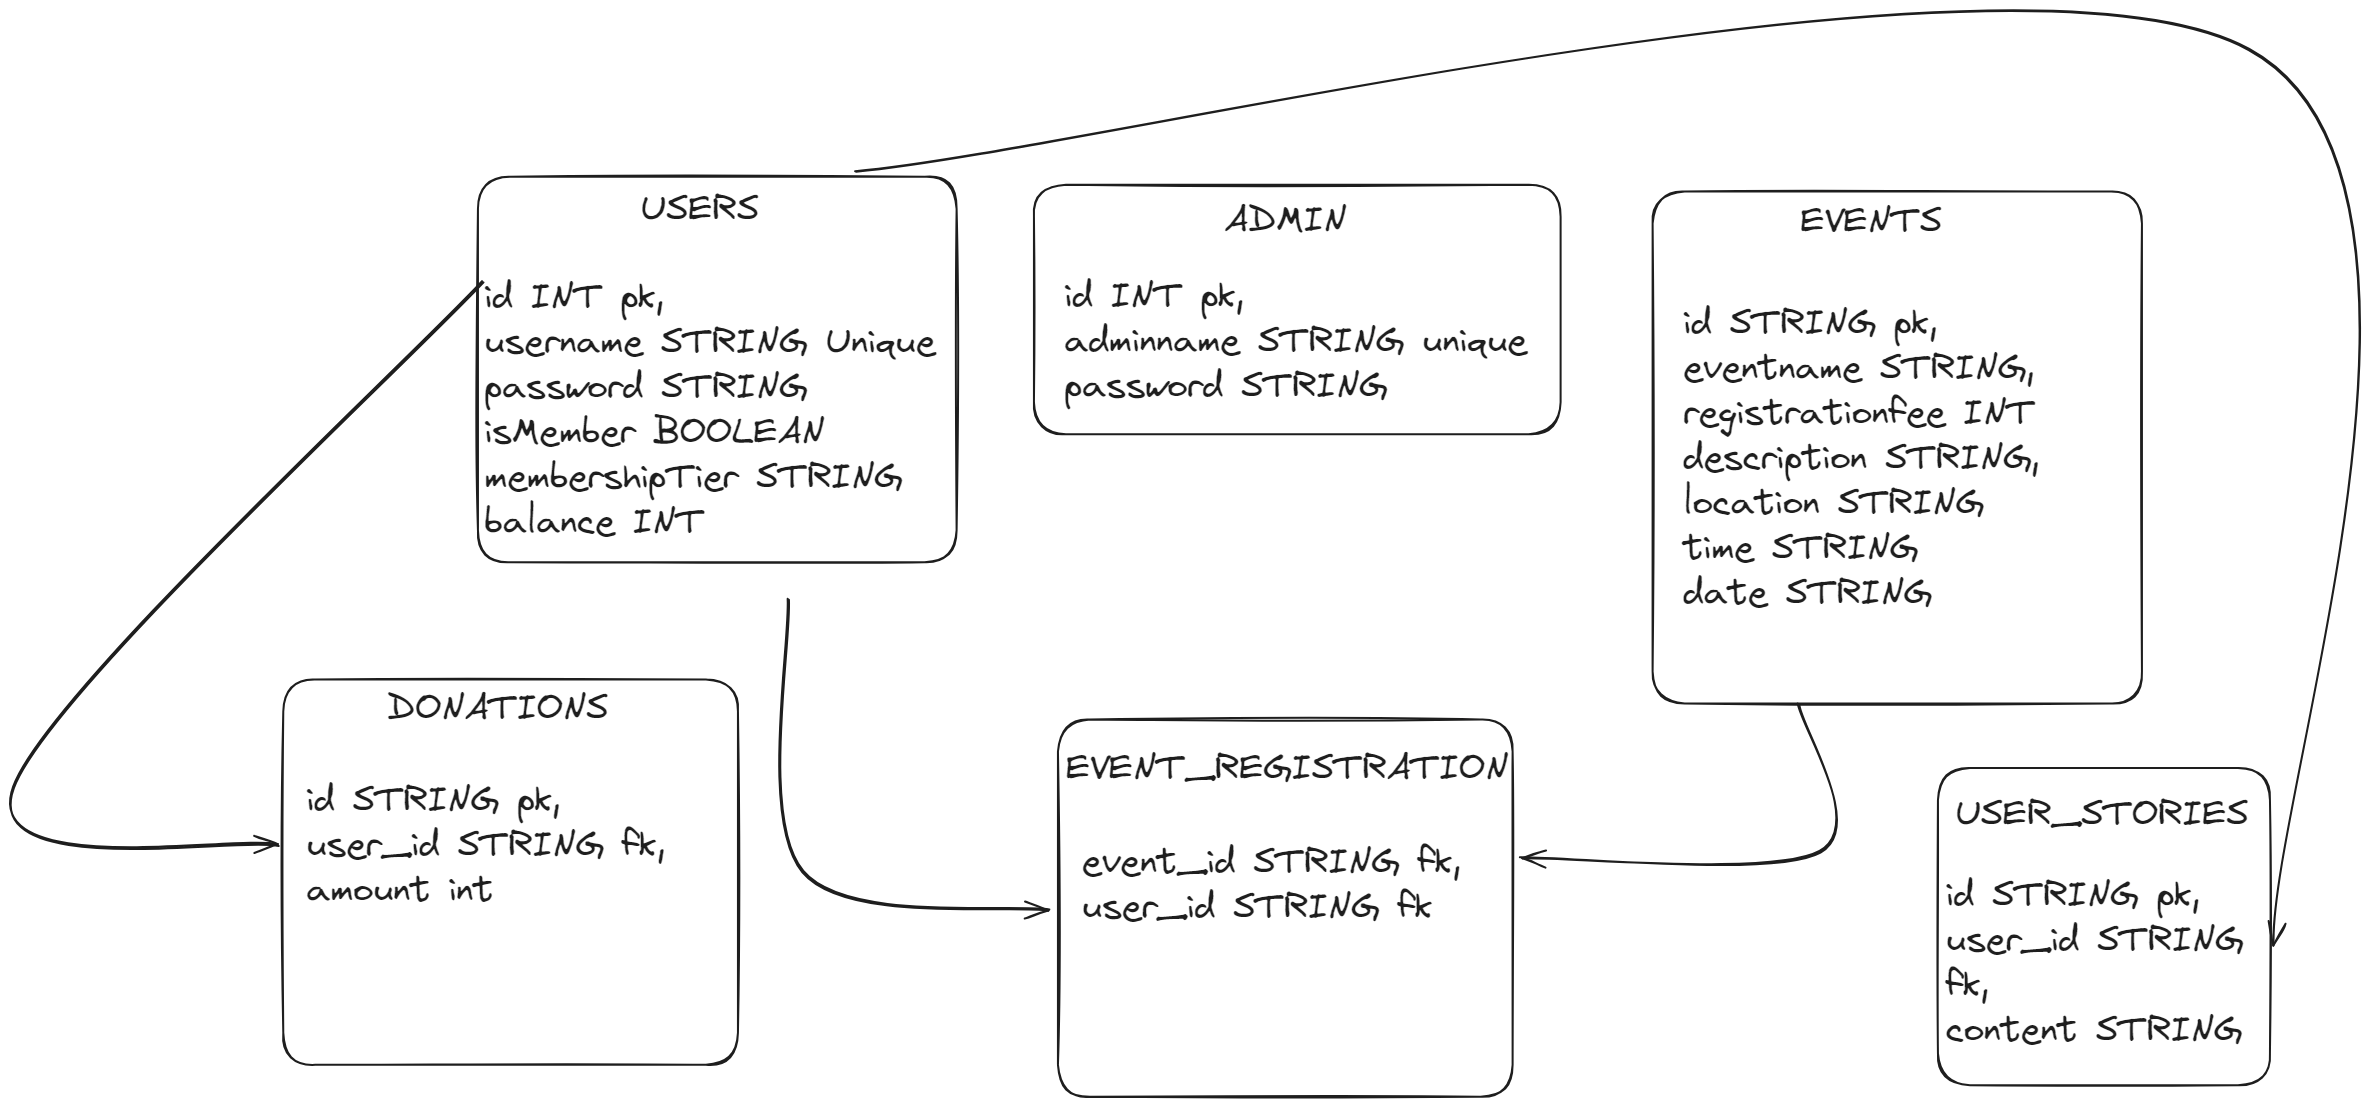 USERS
id INT pk,
username STRING Unique
password STRING
isMember BOOLEAN
membershipTier STRING
balance INT
ADMIN
id INT pk,
adminname STRING unique
password STRING
EVENTS
id STRING pk,
eventname STRING,
registrationfee INT
description STRING,
location STRING
time STRING
date STRING
DONATIONS
id STRING pk,
user_id STRING fk,
amount int
EVENT_REGISTRATION
event_id STRING fk,
user_id STRING fk
USER_STORIES
id STRING pk,
user_id STRING
fk,
content STRING